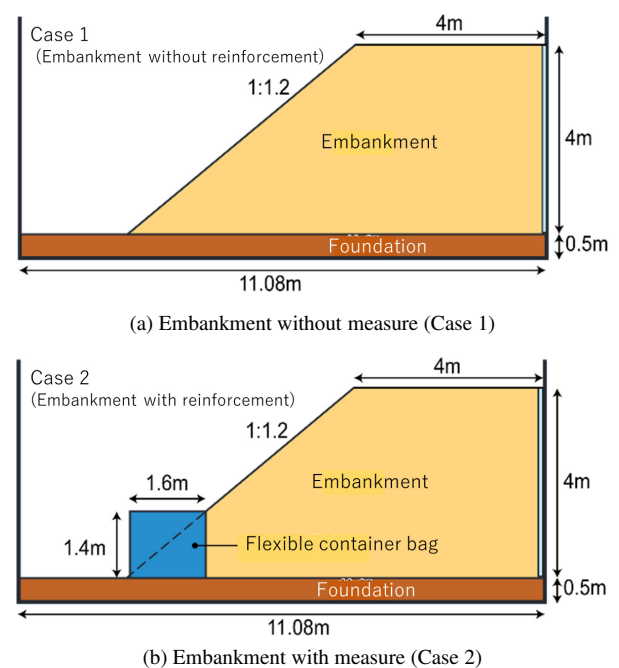 Case 1
(Embankment without reinforcement)
4m
1:1.2
Embankment
4m
Foundation
0.5m
11.08m
(a) Embankment without measure (Case 1)
Case 2
(Embankment with reinforcement)
4m
1:1.2
1.6m
Embankment
4m
1.4m
Flexible container bag
Foundation
0.5m
11.08m
(b) Embankment with measure (Case 2)